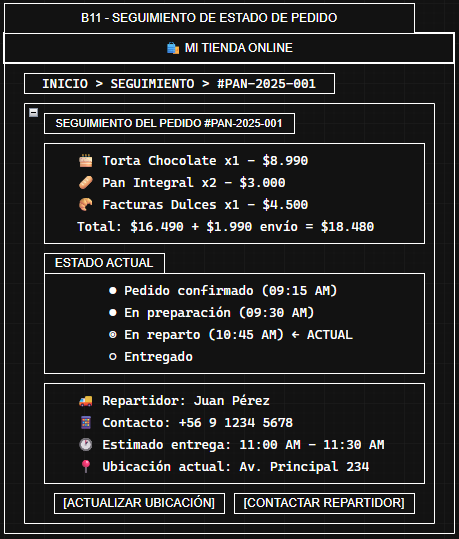 B11 - SEGUIMIENTO DE ESTADO DE PEDIDO
🛍️ MI TIENDA ONLINE
INICIO > SEGUIMIENTO > #PAN-2025-001
SEGUIMIENTO DEL PEDIDO #PAN-2025-001
🍰 Torta Chocolate x1 - $8.990
🥖 Pan Integral x2 - $3.000
🥐 Facturas Dulces x1 - $4.500
Total: $16.490 + $1.990 envío = $18.480
ESTADO ACTUAL
● Pedido confirmado (09:15 AM)
● En preparación (09:30 AM)
◉ En reparto (10:45 AM) ← ACTUAL
○ Entregado
🚚 Repartidor: Juan Pérez
📱 Contacto: +56 9 1234 5678
🕐 Estimado entrega: 11:00 AM - 11:30 AM
📍 Ubicación actual: Av. Principal 234
[ACTUALIZAR UBICACIÓN] [CONTACTAR REPARTIDOR]